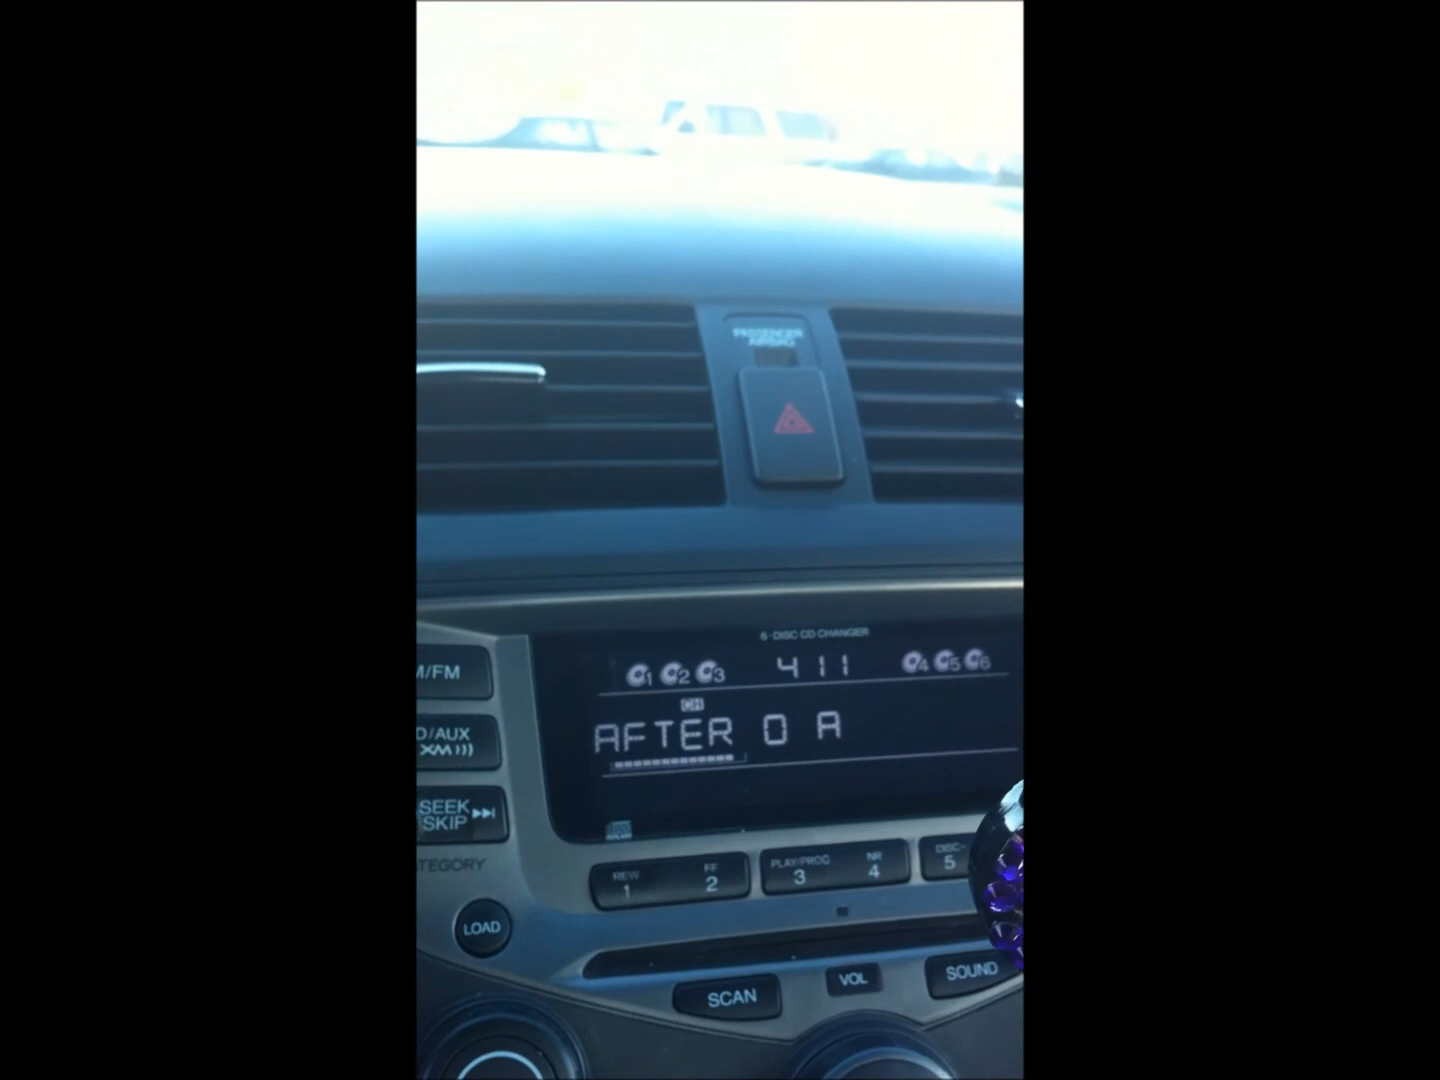 PASSENGER
AIRBAG
6-DISC CD CHANGER
1 2 3 411 4 5 6
CH
AFTER 0 A
M/FM
D/AUX
XM
SEEK
SKIP
TEGORY
LOAD
REW 1
FF 2
PLAY/PROG 3
NR 4
DISC- 5
SCAN
VOL
SOUND